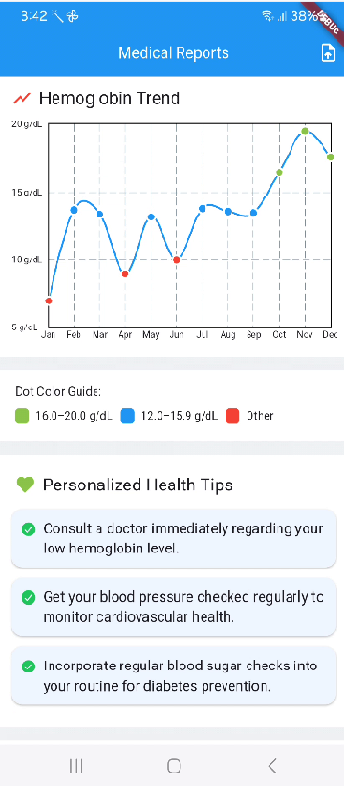 3:42 38%
DEBUG
Medical Reports
Hemoglobin Trend
20 g/dL
15 g/dL
10 g/dL
5 g/dL
Jan Feb Mar Apr May Jun Jul Aug Sep Oct Nov Dec
Dot Color Guide:
16.0–20.0 g/dL 12.0–15.9 g/dL Other
Personalized Health Tips
Consult a doctor immediately regarding your
low hemoglobin level.
Get your blood pressure checked regularly to
monitor cardiovascular health.
Incorporate regular blood sugar checks into
your routine for diabetes prevention.